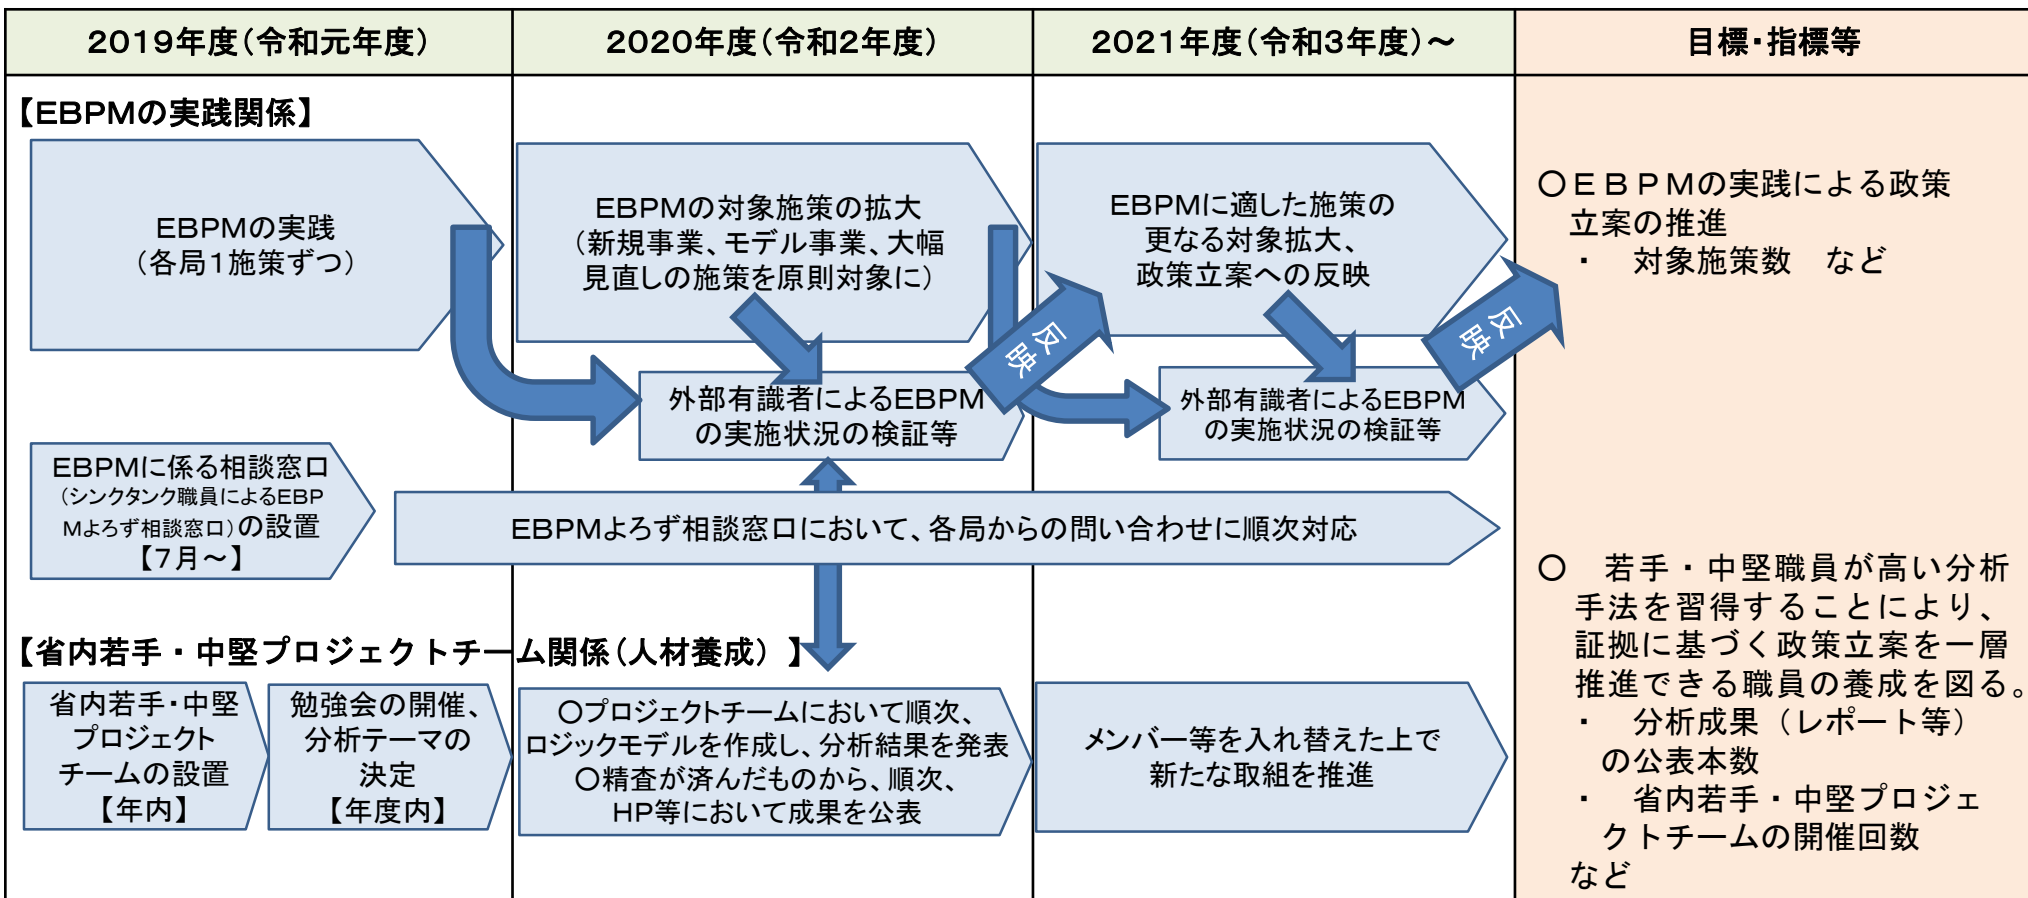 2019年度(令和元年度)
2020年度(令和2年度)
2021年度(令和3年度)～
目標・指標等
【EBPMの実践関係】
EBPMの実践
(各局1施策ずつ)
EBPMの対象施策の拡大
(新規事業、モデル事業、大幅
見直しの施策を原則対象に)
EBPMに適した施策の
更なる対象拡大、
政策立案への反映
反映
反映
外部有識者によるEBPM
の実施状況の検証等
外部有識者によるEBPM
の実施状況の検証等
EBPMに係る相談窓口
(シンクタンク職員によるEBP
Mよろず相談窓口)の設置
【7月～】
EBPMよろず相談窓口において、各局からの問い合わせに順次対応
【省内若手・中堅プロジェクトチーム関係(人材養成) 】
省内若手・中堅
プロジェクト
チームの設置
【年内】
勉強会の開催、
分析テーマの
決定
【年度内】
○プロジェクトチームにおいて順次、
ロジックモデルを作成し、分析結果を発表
○精査が済んだものから、順次、
HP等において成果を公表
メンバー等を入れ替えた上で
新たな取組を推進
○ＥＢＰＭの実践による政策
立案の推進
・　対象施策数　など
○　若手・中堅職員が高い分析
手法を習得することにより、
証拠に基づく政策立案を一層
推進できる職員の養成を図る。
・　分析成果（レポート等）
の公表本数
・　省内若手・中堅プロジェ
クトチームの開催回数
など